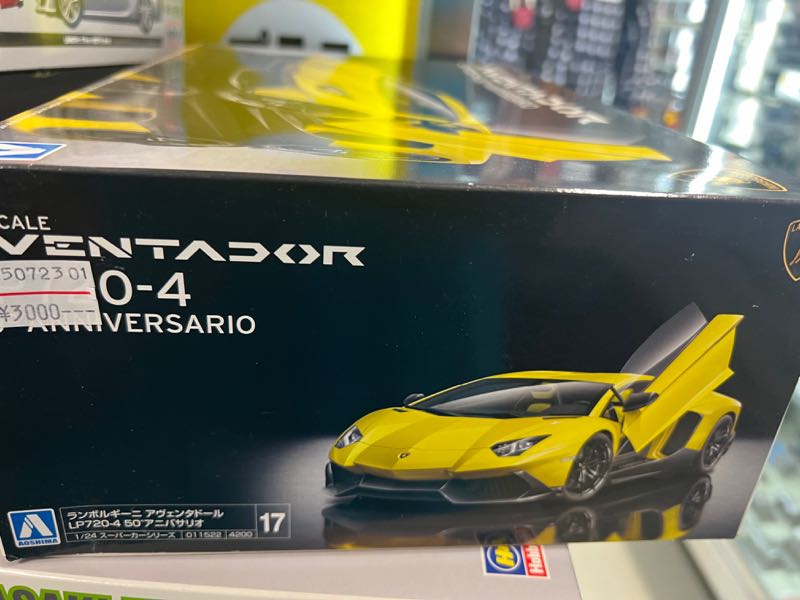 VENTADOR
CALE
VENTADOR
5072301
0-4
¥3000---
ANNIVERSARIO
AOSHIMA
ランボルギーニ アヴェンタドール
LP720-4 50°アニバサリオ
1/24 スーパーカーシリーズ 011522 4200
17